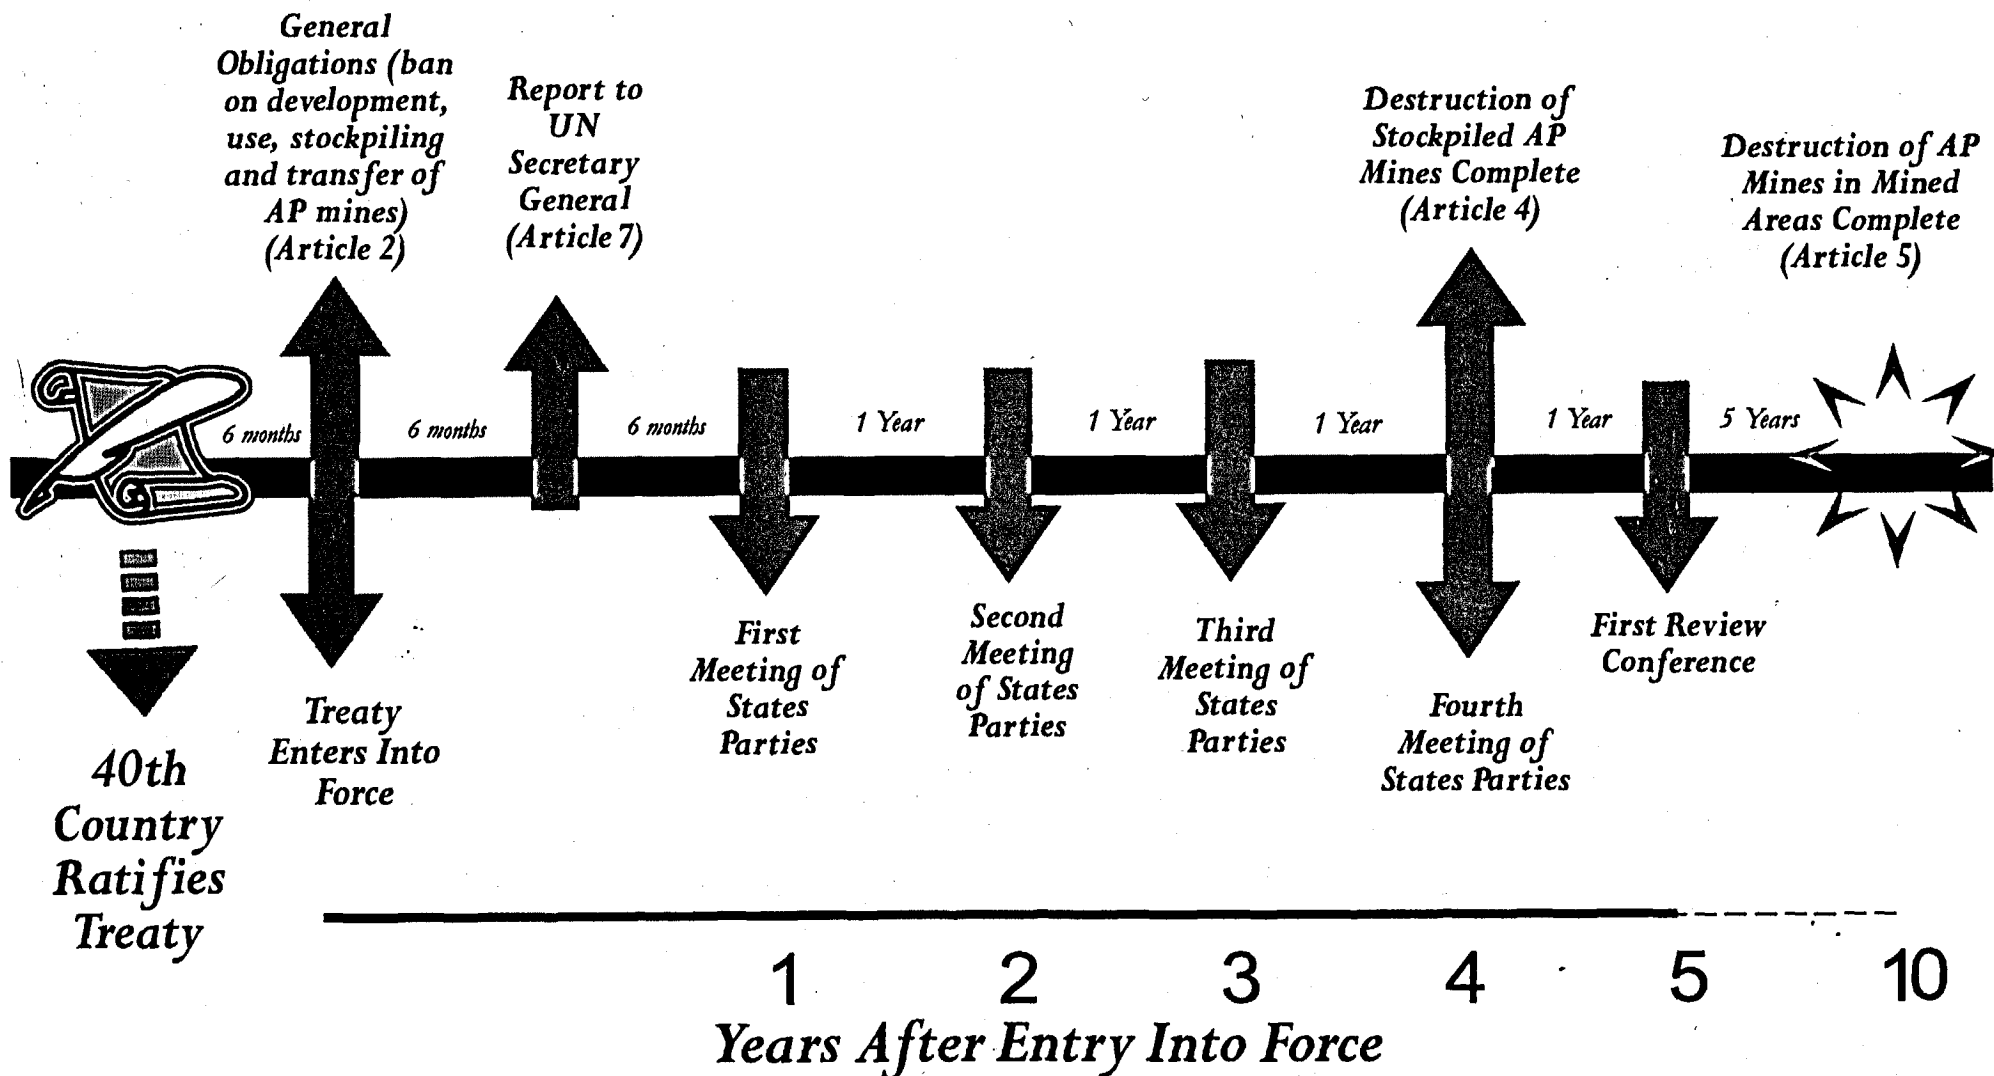 General
Obligations (ban
on development,
use, stockpiling
and transfer of
AP mines)
(Article 2)
Report to
UN
Secretary
General
(Article 7)
Destruction of
Stockpiled AP
Mines Complete
(Article 4)
Destruction of AP
Mines in Mined
Areas Complete
(Article 5)
6 months
6 months
6 months
1 Year
1 Year
1 Year
1 Year
5 Years
40th
Country
Ratifies
Treaty
Treaty
Enters Into
Force
First
Meeting of
States
Parties
Second
Meeting
of States
Parties
Third
Meeting of
States
Parties
Fourth
Meeting of
States Parties
First Review
Conference
1 2 3 4 5 10
Years After Entry Into Force